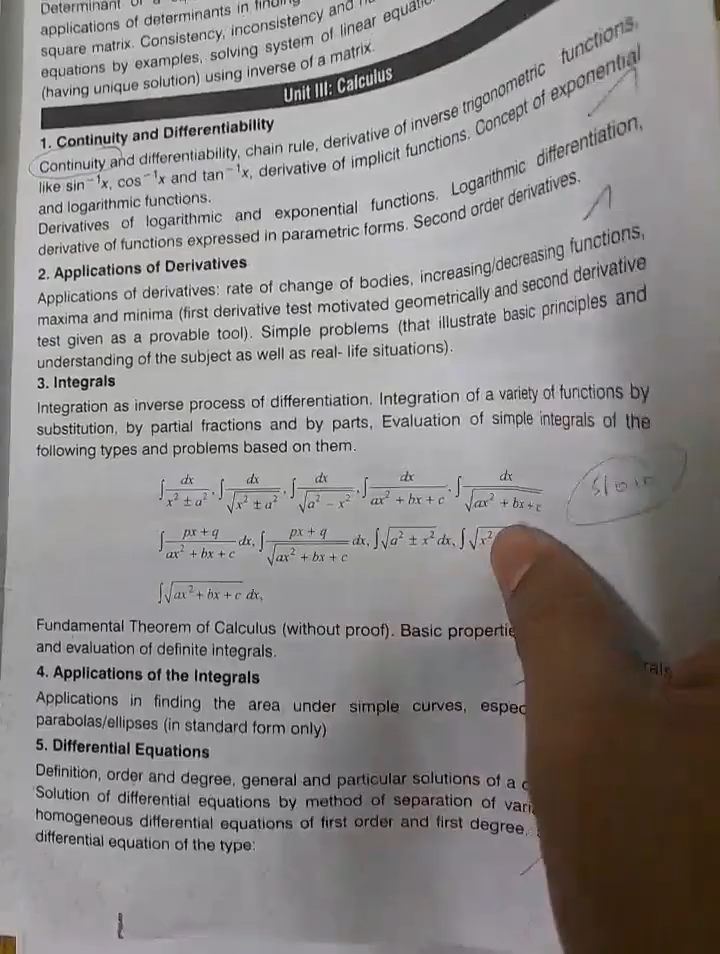 Determinant of a
applications of determinants in finding
square matrix. Consistency, inconsistency and
equations by examples, solving system of linear
(having unique solution) using inverse of a matrix.
Unit III: Calculus
1. Continuity and Differentiability
Continuity and differentiability, chain rule, derivative of inverse trigonometric functions,
like sin⁻¹x, cos⁻¹x and tan⁻¹x, derivative of implicit functions. Concept of exponential
and logarithmic functions.
Derivatives of logarithmic and exponential functions. Logarithmic differentiation,
derivative of functions expressed in parametric forms. Second order derivatives.
2. Applications of Derivatives
Applications of derivatives: rate of change of bodies, increasing/decreasing functions,
maxima and minima (first derivative test motivated geometrically and second derivative
test given as a provable tool). Simple problems (that illustrate basic principles and
understanding of the subject as well as real- life situations).
3. Integrals
Integration as inverse process of differentiation. Integration of a variety of functions by
substitution, by partial fractions and by parts, Evaluation of simple integrals of the
following types and problems based on them.
∫ dx/(x² ± a²), ∫ dx/√(x² ± a²), ∫ dx/√(a² − x²), ∫ dx/(ax² + bx + c), ∫ dx/√(ax² + bx + c)
∫ (px + q)/(ax² + bx + c) dx, ∫ (px + q)/√(ax² + bx + c) dx, ∫√(a² ± x²) dx, ∫√x²
∫√(ax² + bx + c) dx,
Fundamental Theorem of Calculus (without proof). Basic
and evaluation of definite integrals.
4. Applications of the Integrals
Applications in finding the area under simple curves,
parabolas/ellipses (in standard form only)
5. Differential Equations
Definition, order and degree, general and particular solutions of a
Solution of differential equations by method of separation of
homogeneous differential equations of first order and first degree.
differential equation of the type: